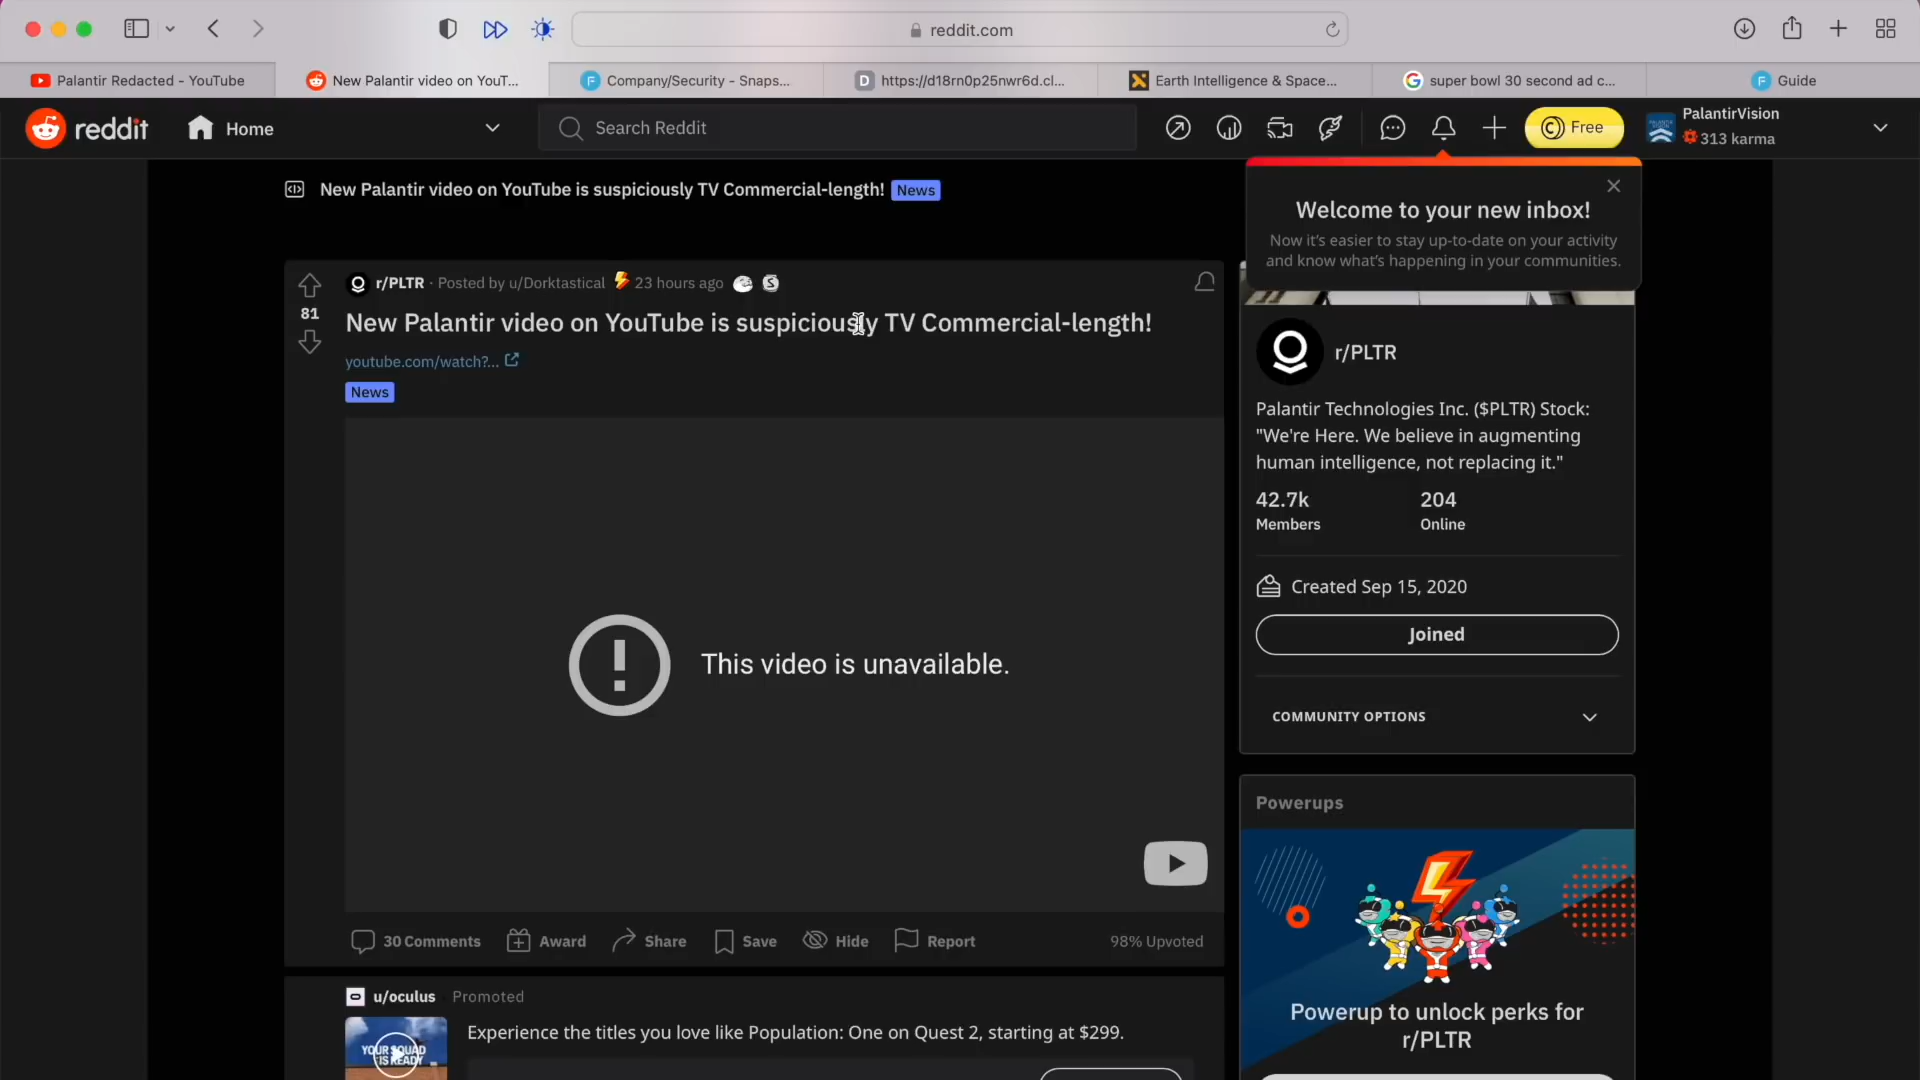 reddit.com
Palantir Redacted - YouTube
New Palantir video on YouT...
Company/Security - Snaps...
D
https://d18rn0p25nwr6d.cl...
Earth Intelligence & Space...
super bowl 30 second ad c...
F
Guide
reddit
Home
Search Reddit
Free
PalantirVision
313 karma
New Palantir video on YouTube is suspiciously TV Commercial-length!
News
Welcome to your new inbox!
Now it's easier to stay up-to-date on your activity
and know what's happening in your communities.
r/PLTR · Posted by u/Dorktastical 23 hours ago
81
New Palantir video on YouTube is suspiciously TV Commercial-length!
youtube.com/watch?...
News
This video is unavailable.
30 Comments
Award
Share
Save
Hide
Report
98% Upvoted
u/oculus Promoted
Experience the titles you love like Population: One on Quest 2, starting at $299.
YOUR SQUAD
IS READY
r/PLTR
Palantir Technologies Inc. ($PLTR) Stock:
"We're Here. We believe in augmenting
human intelligence, not replacing it."
42.7k
Members
204
Online
Created Sep 15, 2020
Joined
COMMUNITY OPTIONS
Powerups
Powerup to unlock perks for
r/PLTR